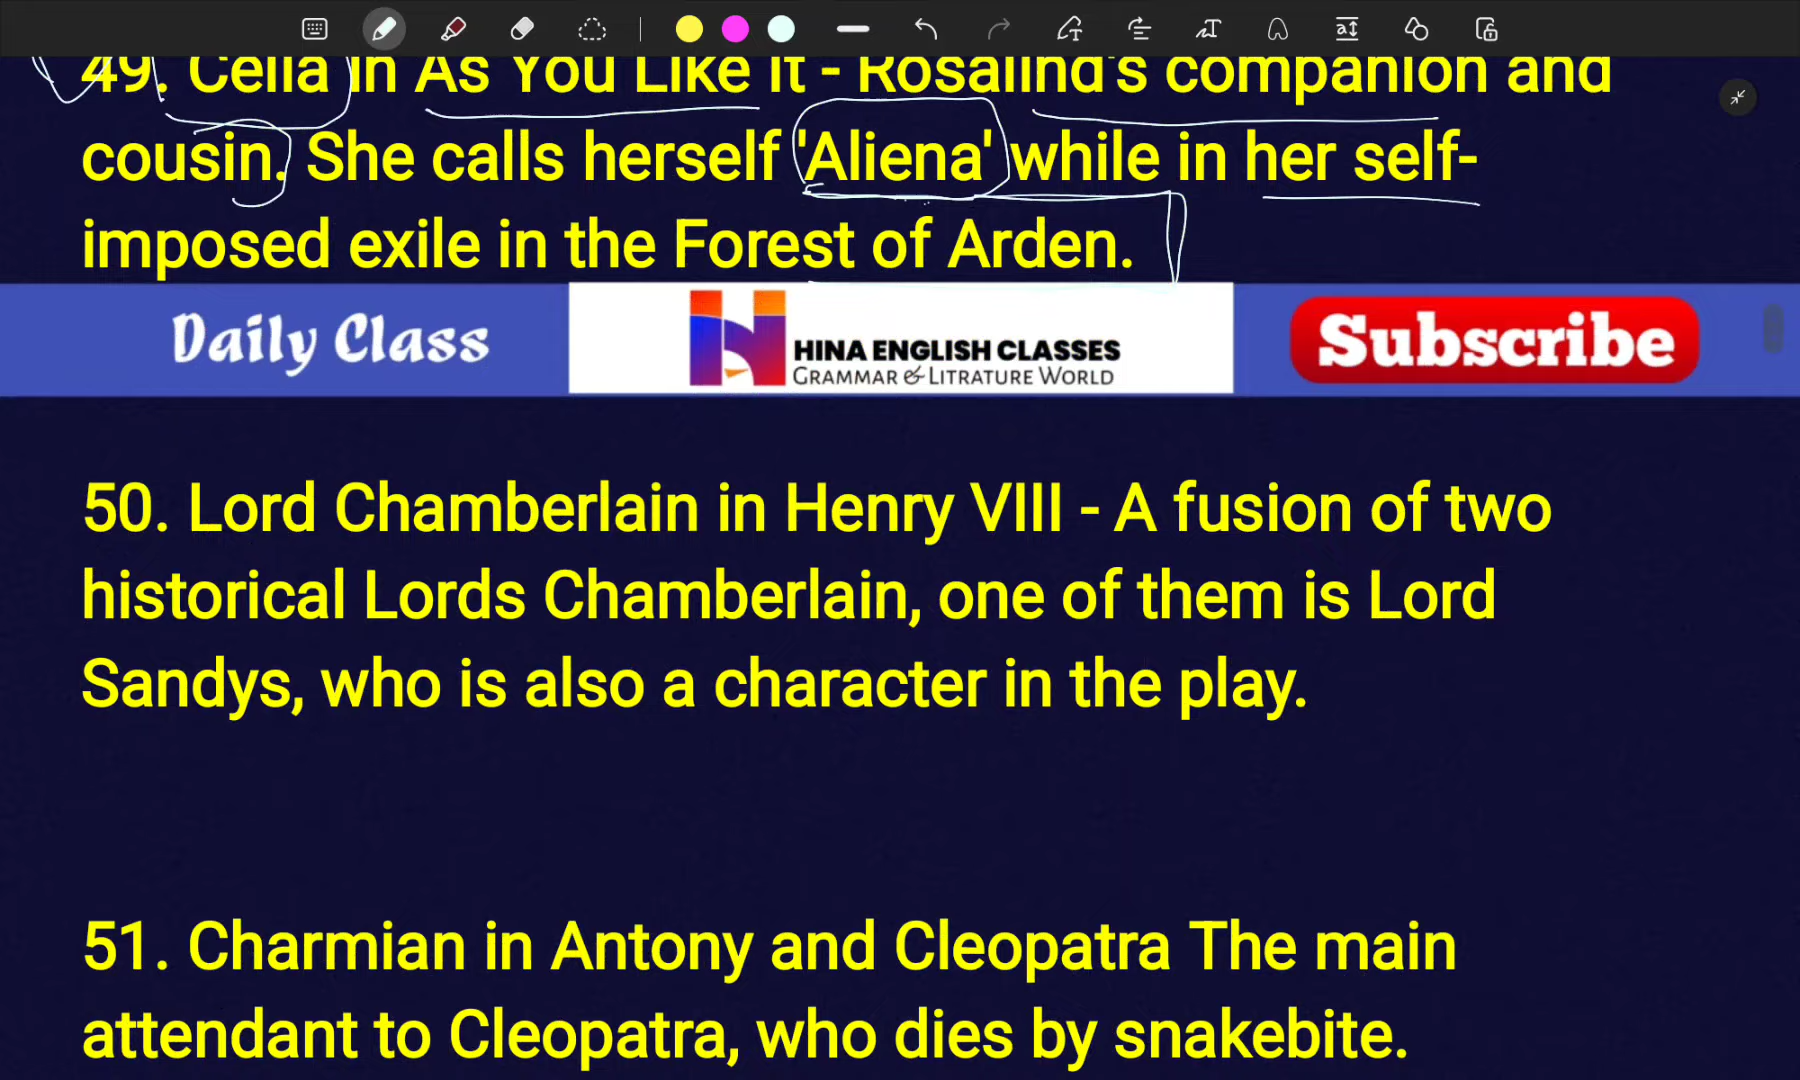 49. Celia in As You Like It - Rosalind's companion and
cousin. She calls herself 'Aliena' while in her self-
imposed exile in the Forest of Arden.
Daily Class
HINA ENGLISH CLASSES
GRAMMAR & LITRATURE WORLD
Subscribe
50. Lord Chamberlain in Henry VIII - A fusion of two
historical Lords Chamberlain, one of them is Lord
Sandys, who is also a character in the play.
51. Charmian in Antony and Cleopatra The main
attendant to Cleopatra, who dies by snakebite.